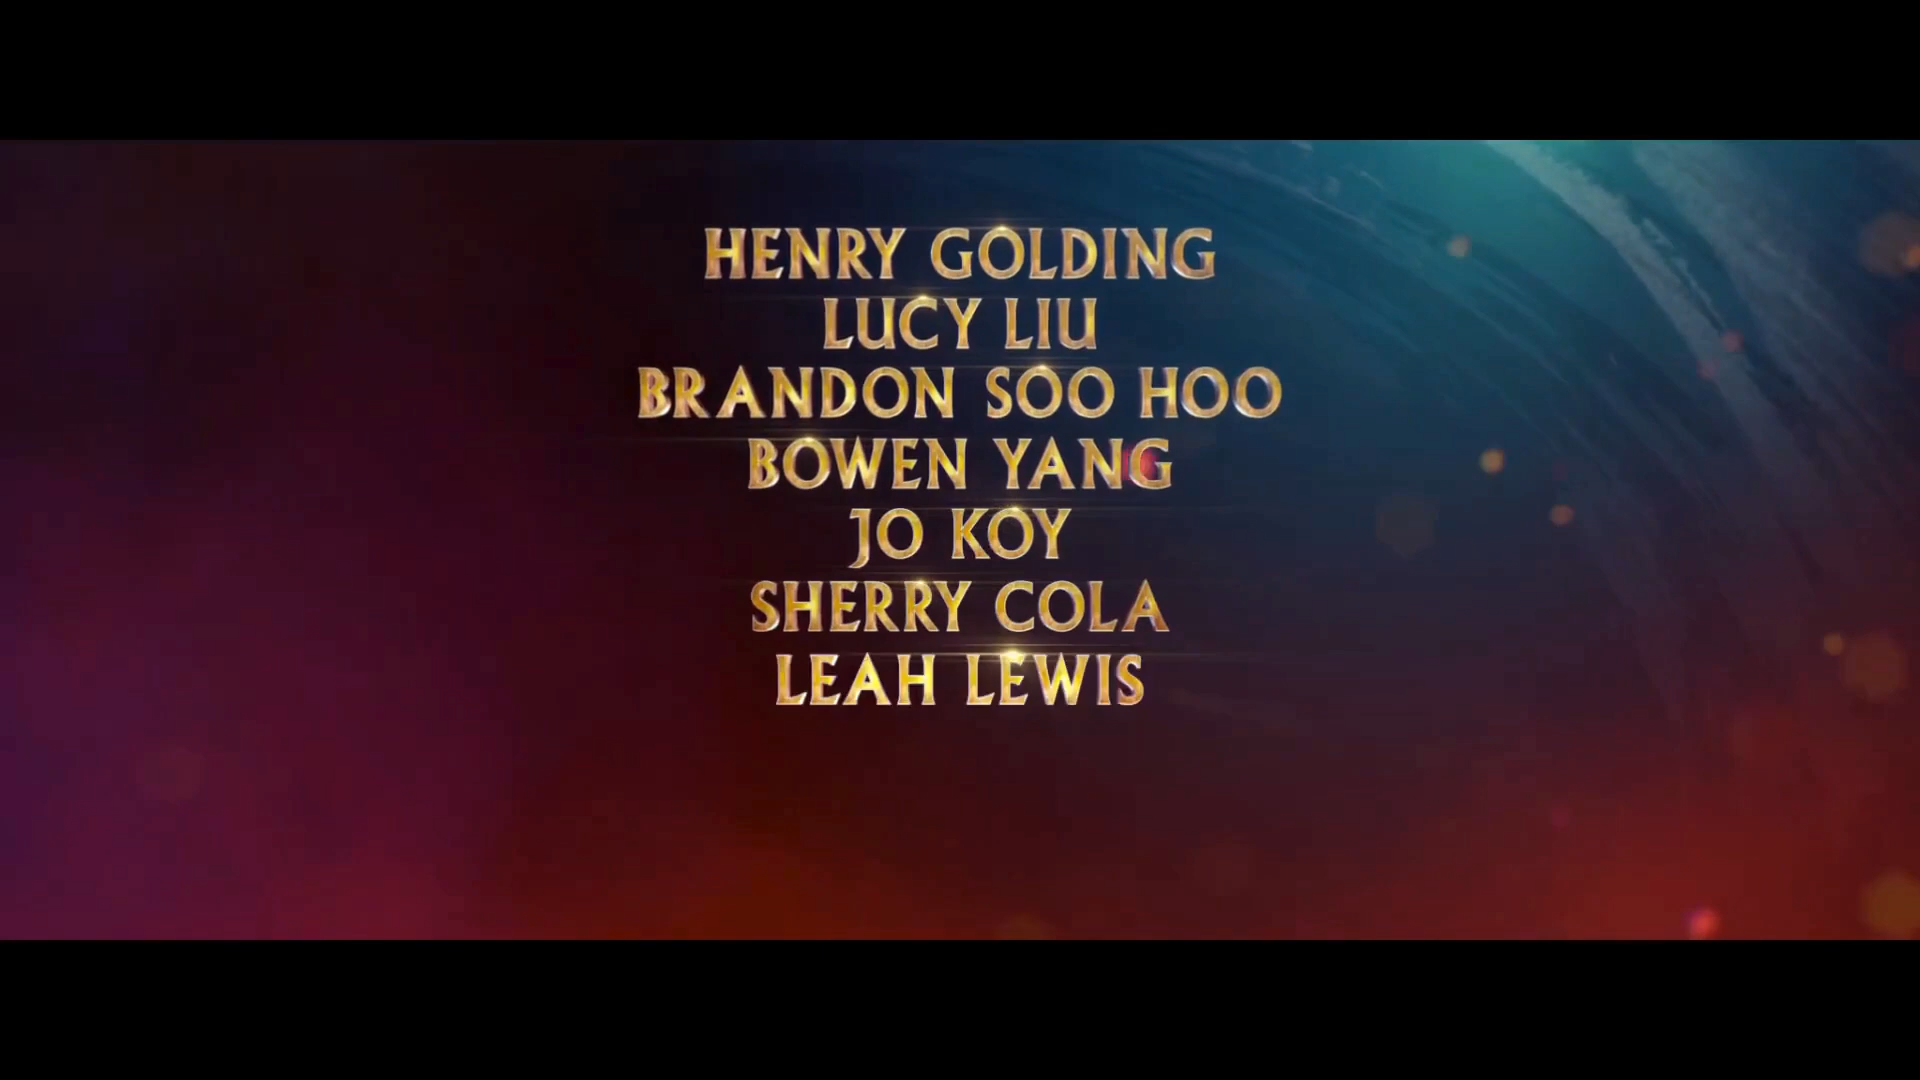 HENRY GOLDING
LUCY LIU
BRANDON SOO HOO
BOWEN YANG
JO KOY
SHERRY COLA
LEAH LEWIS